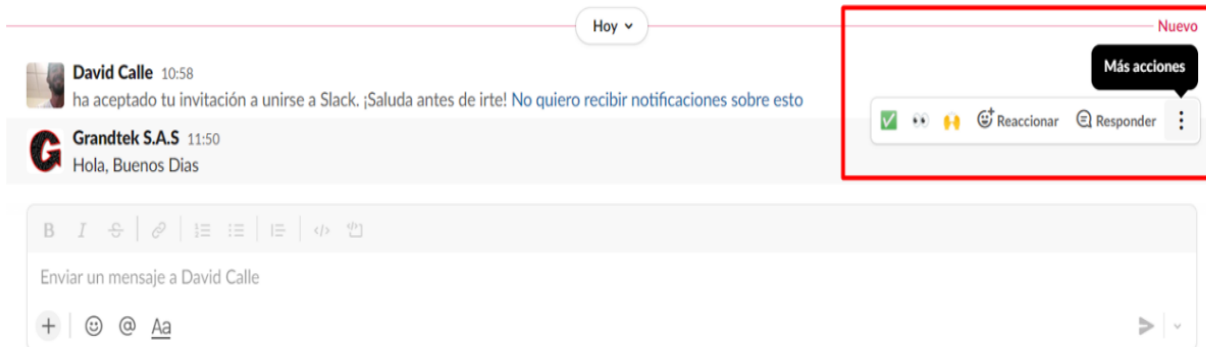 Hoy
Nuevo
Más acciones
David Calle 10:58
ha aceptado tu invitación a unirse a Slack. ¡Saluda antes de irte! No quiero recibir notificaciones sobre esto
Reaccionar Responder
Grandtek S.A.S 11:50
Hola, Buenos Dias
B I S
Enviar un mensaje a David Calle
+ @ Aa